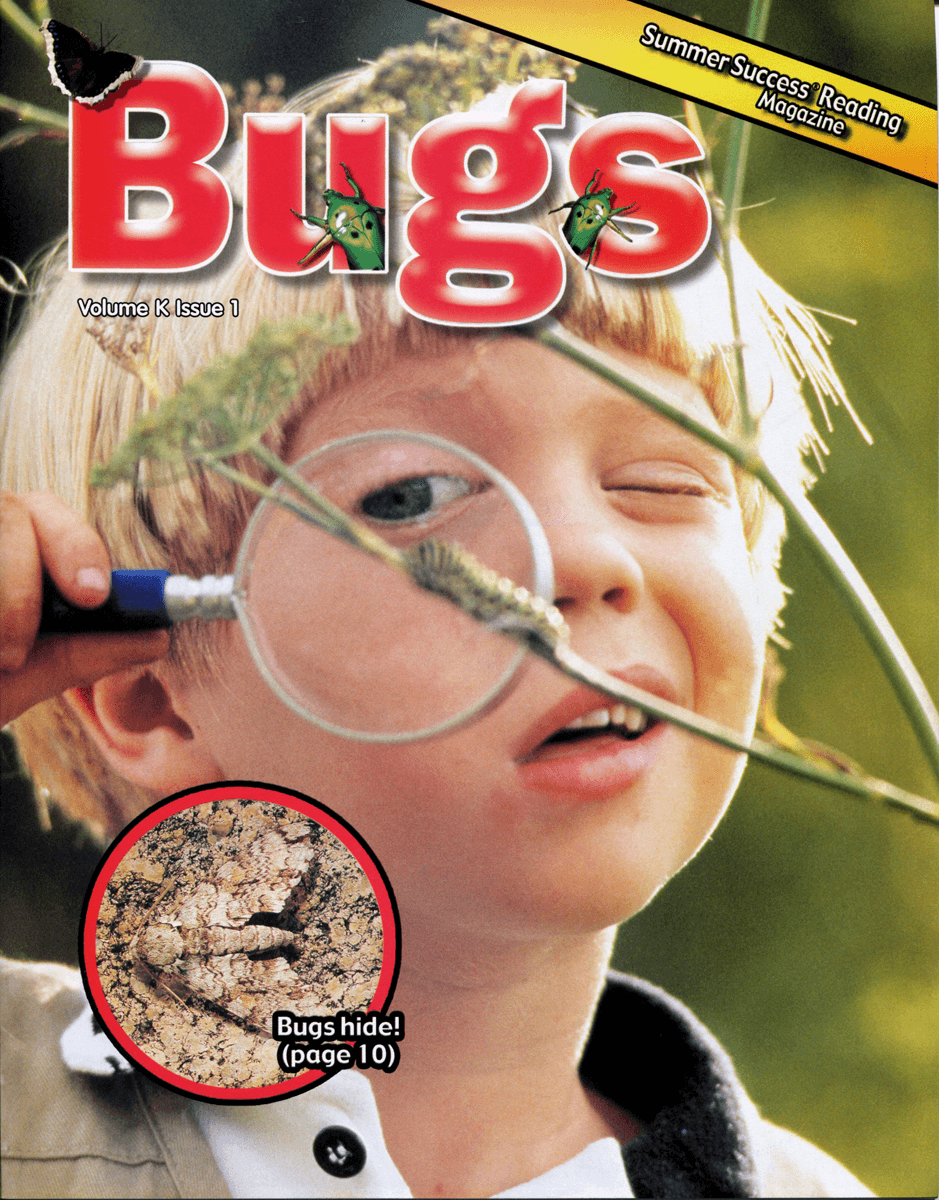 Summer Success® Reading
Magazine
Bugs
Volume K Issue 1
Bugs hide!
(page 10)